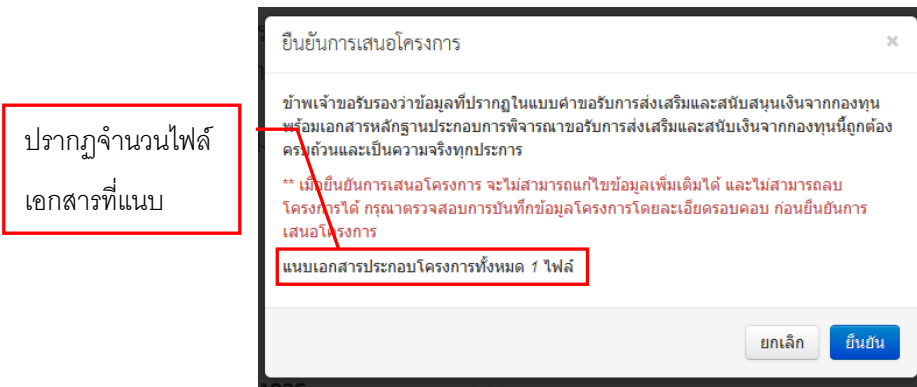 ยืนยันการเสนอโครงการ
×
ข้าพเจ้าขอรับรองว่าข้อมูลที่ปรากฏในแบบคำขอรับการส่งเสริมและสนับสนุนเงินจากกองทุน
พร้อมเอกสารหลักฐานประกอบการพิจารณาขอรับการส่งเสริมและสนับเงินจากกองทุนนี้ถูกต้อง
ครบถ้วนและเป็นความจริงทุกประการ
** เมื่อยืนยันการเสนอโครงการ จะไม่สามารถแก้ไขข้อมูลเพิ่มเติมได้ และไม่สามารถลบ
โครงการได้ กรุณาตรวจสอบการบันทึกข้อมูลโครงการโดยละเอียดรอบคอบ ก่อนยืนยันการ
เสนอโครงการ
แนบเอกสารประกอบโครงการทั้งหมด 1 ไฟล์
ยกเลิก
ยืนยัน
ปรากฏจำนวนไฟล์
เอกสารที่แนบ